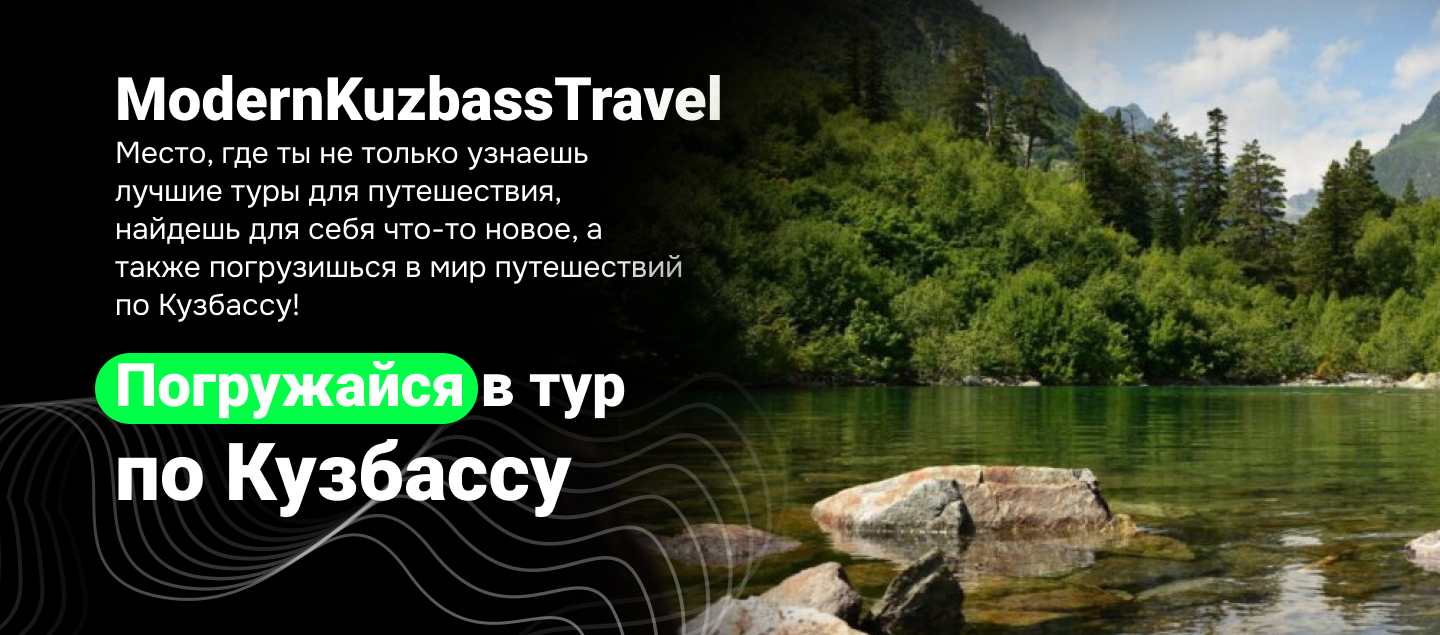 ModernKuzbassTravel
Место, где ты не только узнаешь
лучшие туры для путешествия,
найдешь для себя что-то новое, а
также погрузишься в мир путешествий
по Кузбассу!
Погружайся в тур
по Кузбассу